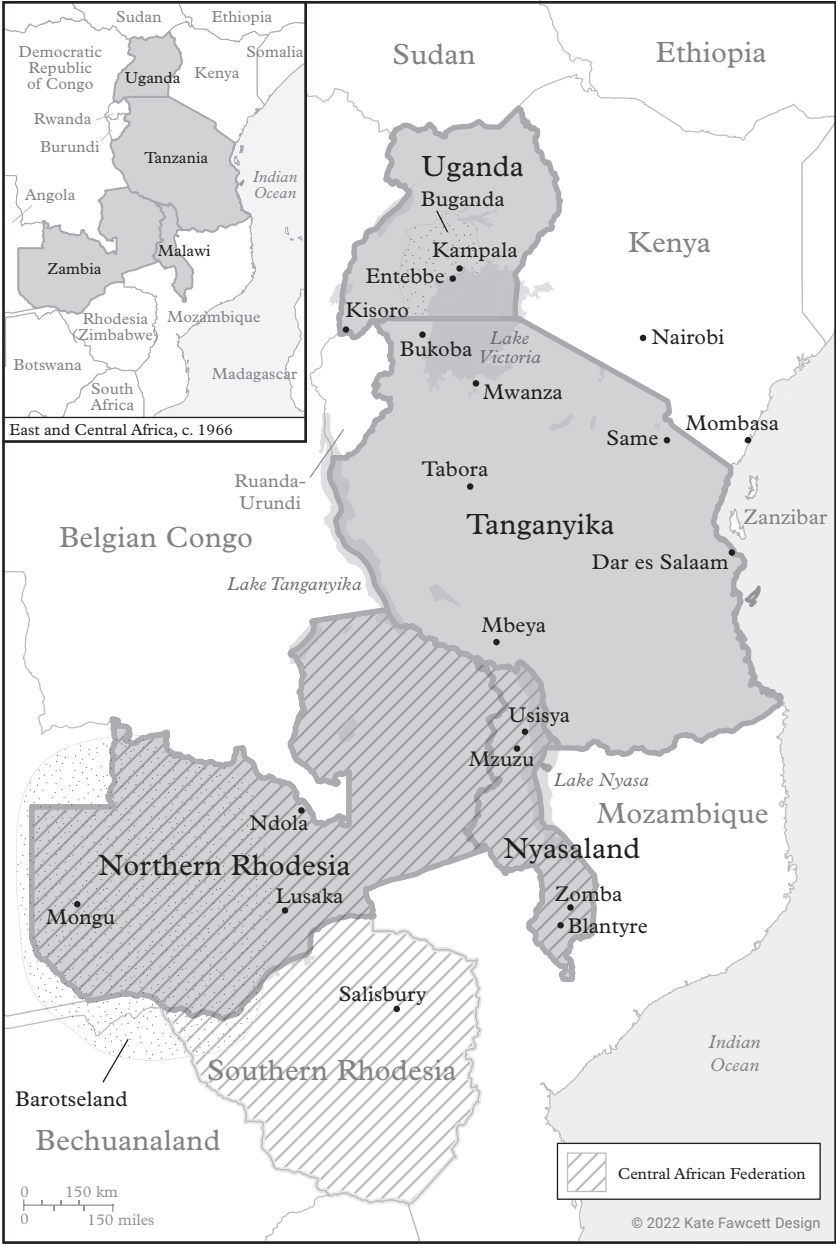 Sudan
Ethiopia
Democratic
Republic
of Congo
Uganda
Kenya
Somalia
Rwanda
Burundi
Tanzania
Indian
Ocean
Angola
Malawi
Zambia
Rhodesia
(Zimbabwe)
Mozambique
Botswana
South
Africa
Madagascar
East and Central Africa, c. 1966
Sudan
Ethiopia
Uganda
Buganda
Kampala
Entebbe
Kenya
Kisoro
Bukoba
Lake
Victoria
Nairobi
Mwanza
Same
Mombasa
Tabora
Ruanda-
Urundi
Tanganyika
Zanzibar
Belgian Congo
Dar es Salaam
Lake Tanganyika
Mbeya
Usisya
Mzuzu
Lake Nyasa
Mozambique
Ndola
Nyasaland
Northern Rhodesia
Lusaka
Zomba
Mongu
Blantyre
Salisbury
Indian
Ocean
Southern Rhodesia
Barotseland
Bechuanaland
Central African Federation
0 150 km
0 150 miles
© 2022 Kate Fawcett Design